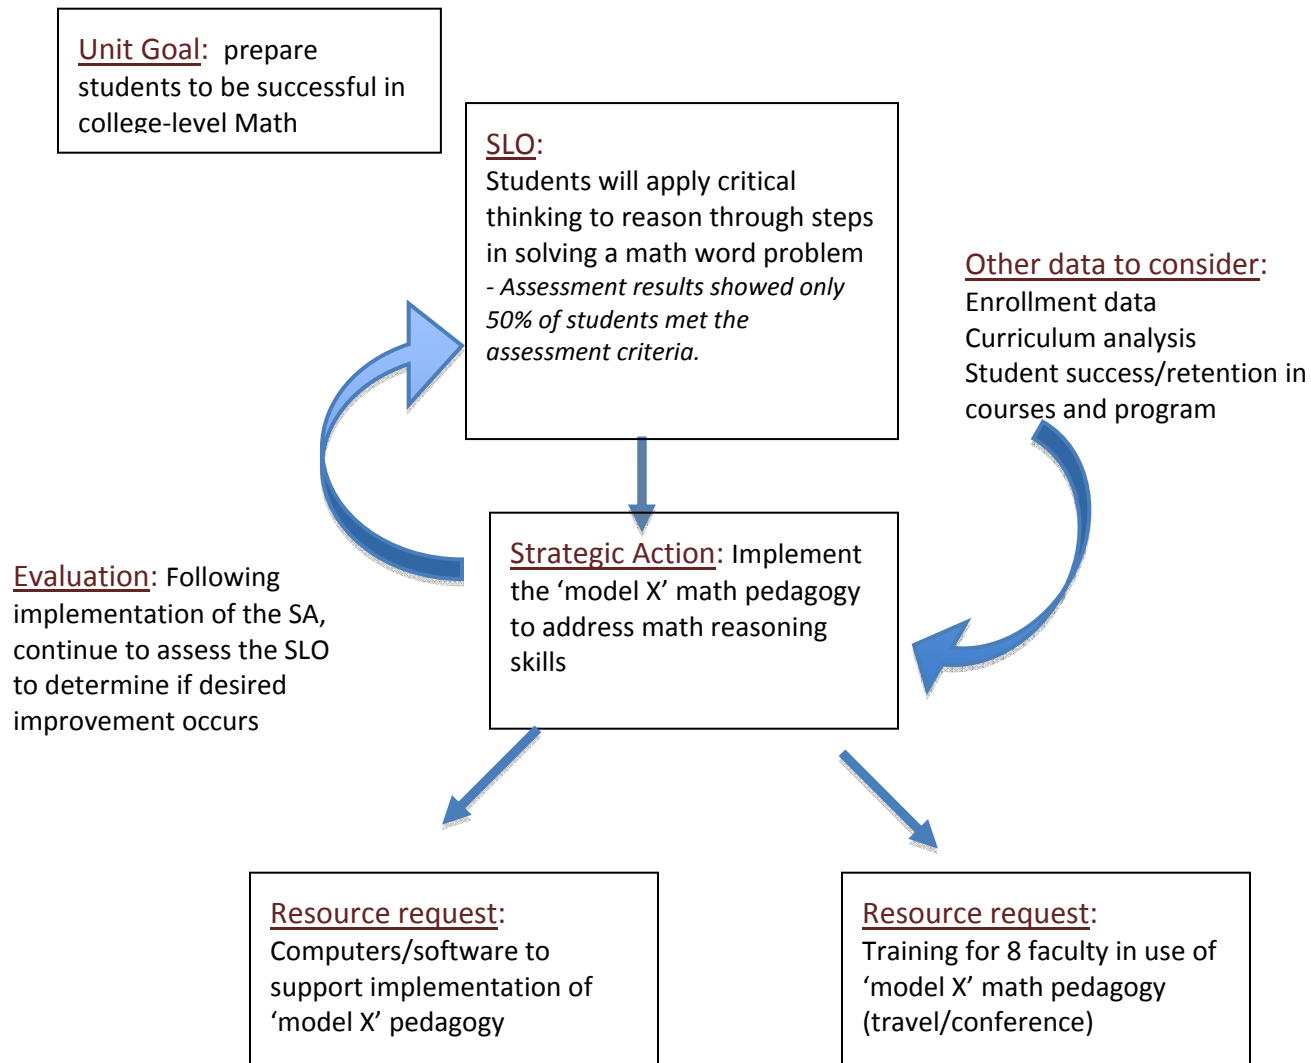 Unit Goal: prepare
students to be successful in
college-level Math
SLO:
Students will apply critical
thinking to reason through steps
in solving a math word problem
- Assessment results showed only
50% of students met the
assessment criteria.
Other data to consider:
Enrollment data
Curriculum analysis
Student success/retention in
courses and program
Evaluation: Following
implementation of the SA,
continue to assess the SLO
to determine if desired
improvement occurs
Strategic Action: Implement
the ‘model X’ math pedagogy
to address math reasoning
skills
Resource request:
Computers/software to
support implementation of
‘model X’ pedagogy
Resource request:
Training for 8 faculty in use of
‘model X’ math pedagogy
(travel/conference)